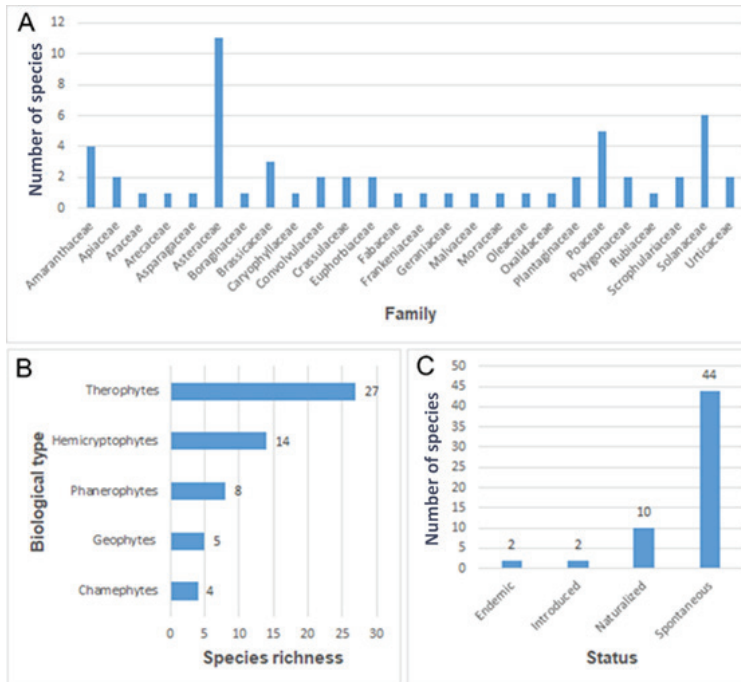 A
12
10
8
6
4
2
0
Number of species
Amaranthaceae
Apiaceae
Araceae
Arecaceae
Asparagaceae
Asteraceae
Boraginaceae
Brassicaceae
Caryophyllaceae
Convolvulaceae
Crassulaceae
Euphorbiaceae
Fabaceae
Frankeniaceae
Geraniaceae
Malvaceae
Moraceae
Oleaceae
Oxalidaceae
Plantaginaceae
Poaceae
Polygonaceae
Rubiaceae
Scrophulariaceae
Solanaceae
Urticaceae
Family
B
Biological type
Therophytes 27
Hemicryptophytes 14
Phanerophytes 8
Geophytes 5
Chamephytes 4
0 5 10 15 20 25 30
Species richness
C
50
45
40
35
30
25
20
15
10
5
0
Number of species
2
2
10
44
Endemic
Introduced
Naturalized
Spontaneous
Status